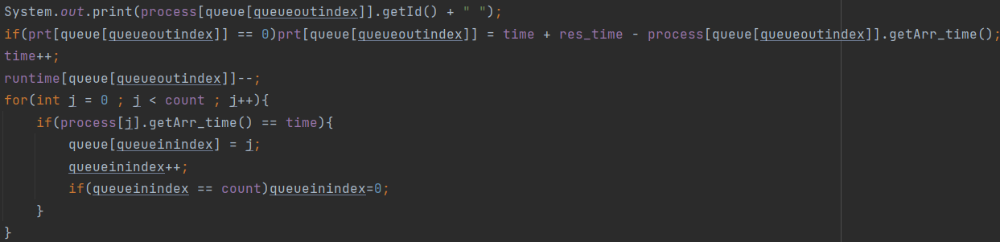 System.out.print(process[queue[queueoutindex]].getId() + " ");
if(prt[queue[queueoutindex]] == 0)prt[queue[queueoutindex]] = time + res_time - process[queue[queueoutindex]].getArr_time();
time++;
runtime[queue[queueoutindex]]--;
for(int j = 0 ; j < count ; j++){
    if(process[j].getArr_time() == time){
        queue[queueinindex] = j;
        queueinindex++;
        if(queueinindex == count)queueinindex=0;
    }
}